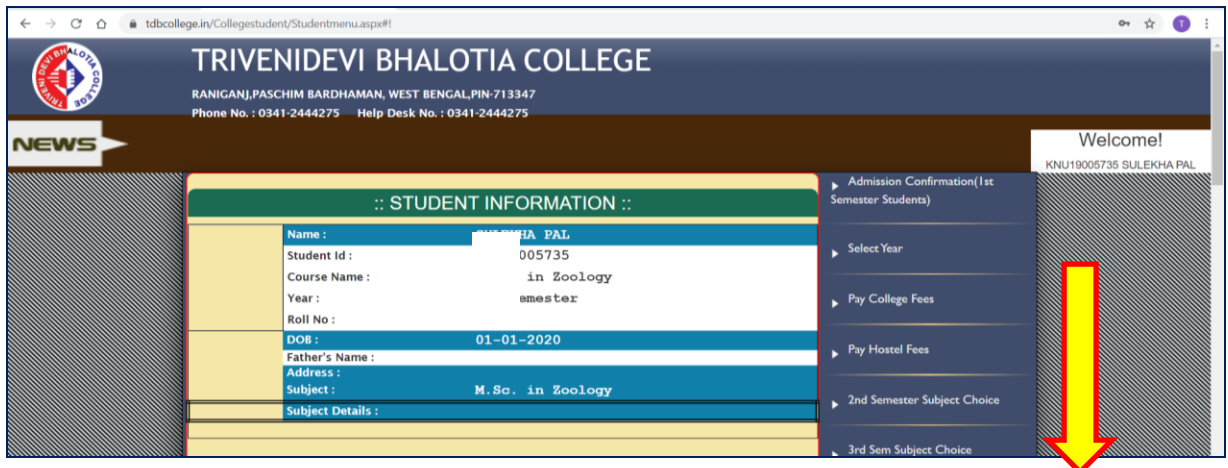 tdbcollege.in/Collegestudent/Studentmenu.aspx#!
T
TRIVENI DEVI BHALOTIA COLLEGE
TRIVENIDEVI BHALOTIA COLLEGE
RANIGANJ,PASCHIM BARDHAMAN, WEST BENGAL,PIN-713347
Phone No. : 0341-2444275 Help Desk No. : 0341-2444275
NEWS
Welcome!
KNU19005735 SULEKHA PAL
:: STUDENT INFORMATION ::
Name : PAL
Student Id : 005735
Course Name : in Zoology
Year : emester
Roll No :
DOB : 01-01-2020
Father's Name :
Address :
Subject : M.Sc. in Zoology
Subject Details :
Admission Confirmation(1st
Semester Students)
Select Year
Pay College Fees
Pay Hostel Fees
2nd Semester Subject Choice
3rd Sem Subject Choice